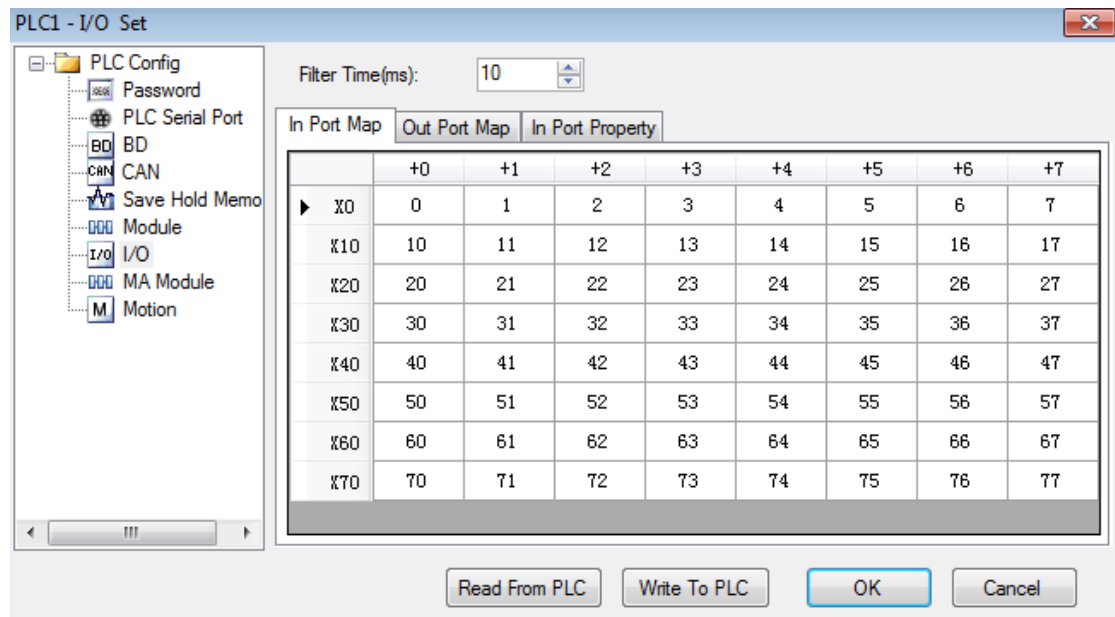 PLC1 - I/O Set
PLC Config
Password
PLC Serial Port
BD BD
CAN CAN
Save Hold Memo
Module
I/O I/O
MA Module
M Motion
Filter Time(ms): 10
In Port Map Out Port Map In Port Property
+0 +1 +2 +3 +4 +5 +6 +7
X0 0 1 2 3 4 5 6 7
X10 10 11 12 13 14 15 16 17
X20 20 21 22 23 24 25 26 27
X30 30 31 32 33 34 35 36 37
X40 40 41 42 43 44 45 46 47
X50 50 51 52 53 54 55 56 57
X60 60 61 62 63 64 65 66 67
X70 70 71 72 73 74 75 76 77
Read From PLC Write To PLC OK Cancel